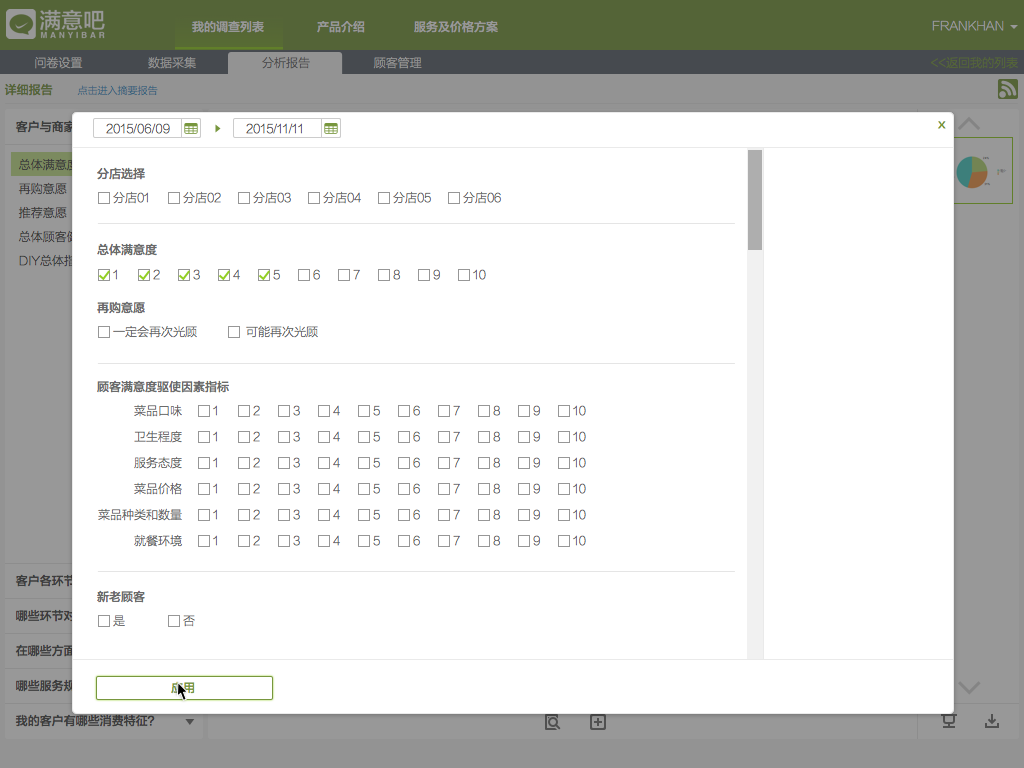 满意吧
MANYIBAR
我的调查列表 产品介绍 服务及价格方案 FRANKHAN
问卷设置 数据采集 分析报告 顾客管理 <<返回我的列表
详细报告 点击进入摘要报告
客户与商家
2015/06/09 2015/11/11 x
总体满意度
再购意愿
推荐意愿
总体顾客
DIY总体指
分店选择
分店01 分店02 分店03 分店04 分店05 分店06
总体满意度
1 2 3 4 5 6 7 8 9 10
再购意愿
一定会再次光顾 可能再次光顾
顾客满意度驱使因素指标
菜品口味 1 2 3 4 5 6 7 8 9 10
卫生程度 1 2 3 4 5 6 7 8 9 10
服务态度 1 2 3 4 5 6 7 8 9 10
菜品价格 1 2 3 4 5 6 7 8 9 10
菜品种类和数量 1 2 3 4 5 6 7 8 9 10
就餐环境 1 2 3 4 5 6 7 8 9 10
新老顾客
是 否
客户各环节
哪些环节对
在哪些方面
哪些服务规
我的客户有哪些消费特征?
应用